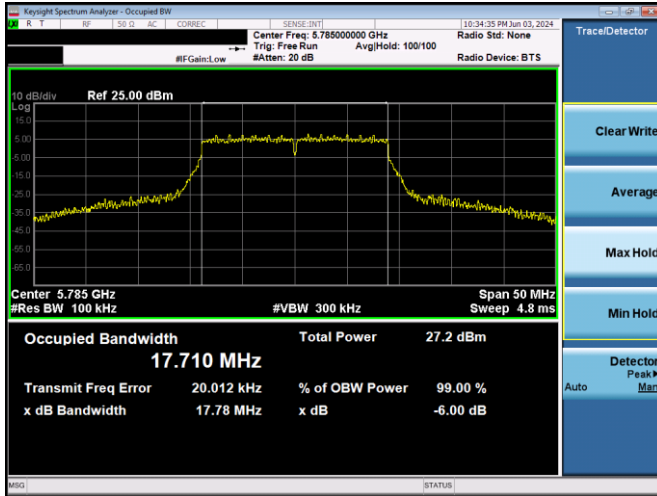 Keysight Spectrum Analyzer - Occupied BW
R T RF 50 Ω AC CORREC SENSE:INT 10:34:35 PM Jun 03, 2024
Center Freq: 5.785000000 GHz Radio Std: None
Trig: Free Run Avg|Hold: 100/100
#IFGain:Low #Atten: 20 dB Radio Device: BTS
Trace/Detector
10 dB/div Ref 25.00 dBm
Log
15.0
5.00
-5.00
-15.0
-25.0
-35.0
-45.0
-55.0
-65.0
Center 5.785 GHz Span 50 MHz
#Res BW 100 kHz #VBW 300 kHz Sweep 4.8 ms
Occupied Bandwidth Total Power 27.2 dBm
17.710 MHz
Transmit Freq Error 20.012 kHz % of OBW Power 99.00 %
x dB Bandwidth 17.78 MHz x dB -6.00 dB
Clear Write
Average
Max Hold
Min Hold
Detector
Peak
Auto Man
MSG STATUS